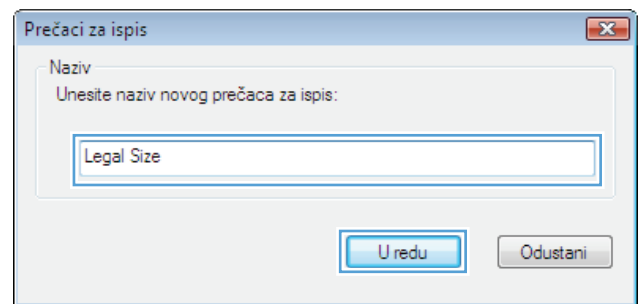 Prečaci za ispis
Naziv
Unesite naziv novog prečaca za ispis:
Legal Size
U redu
Odustani